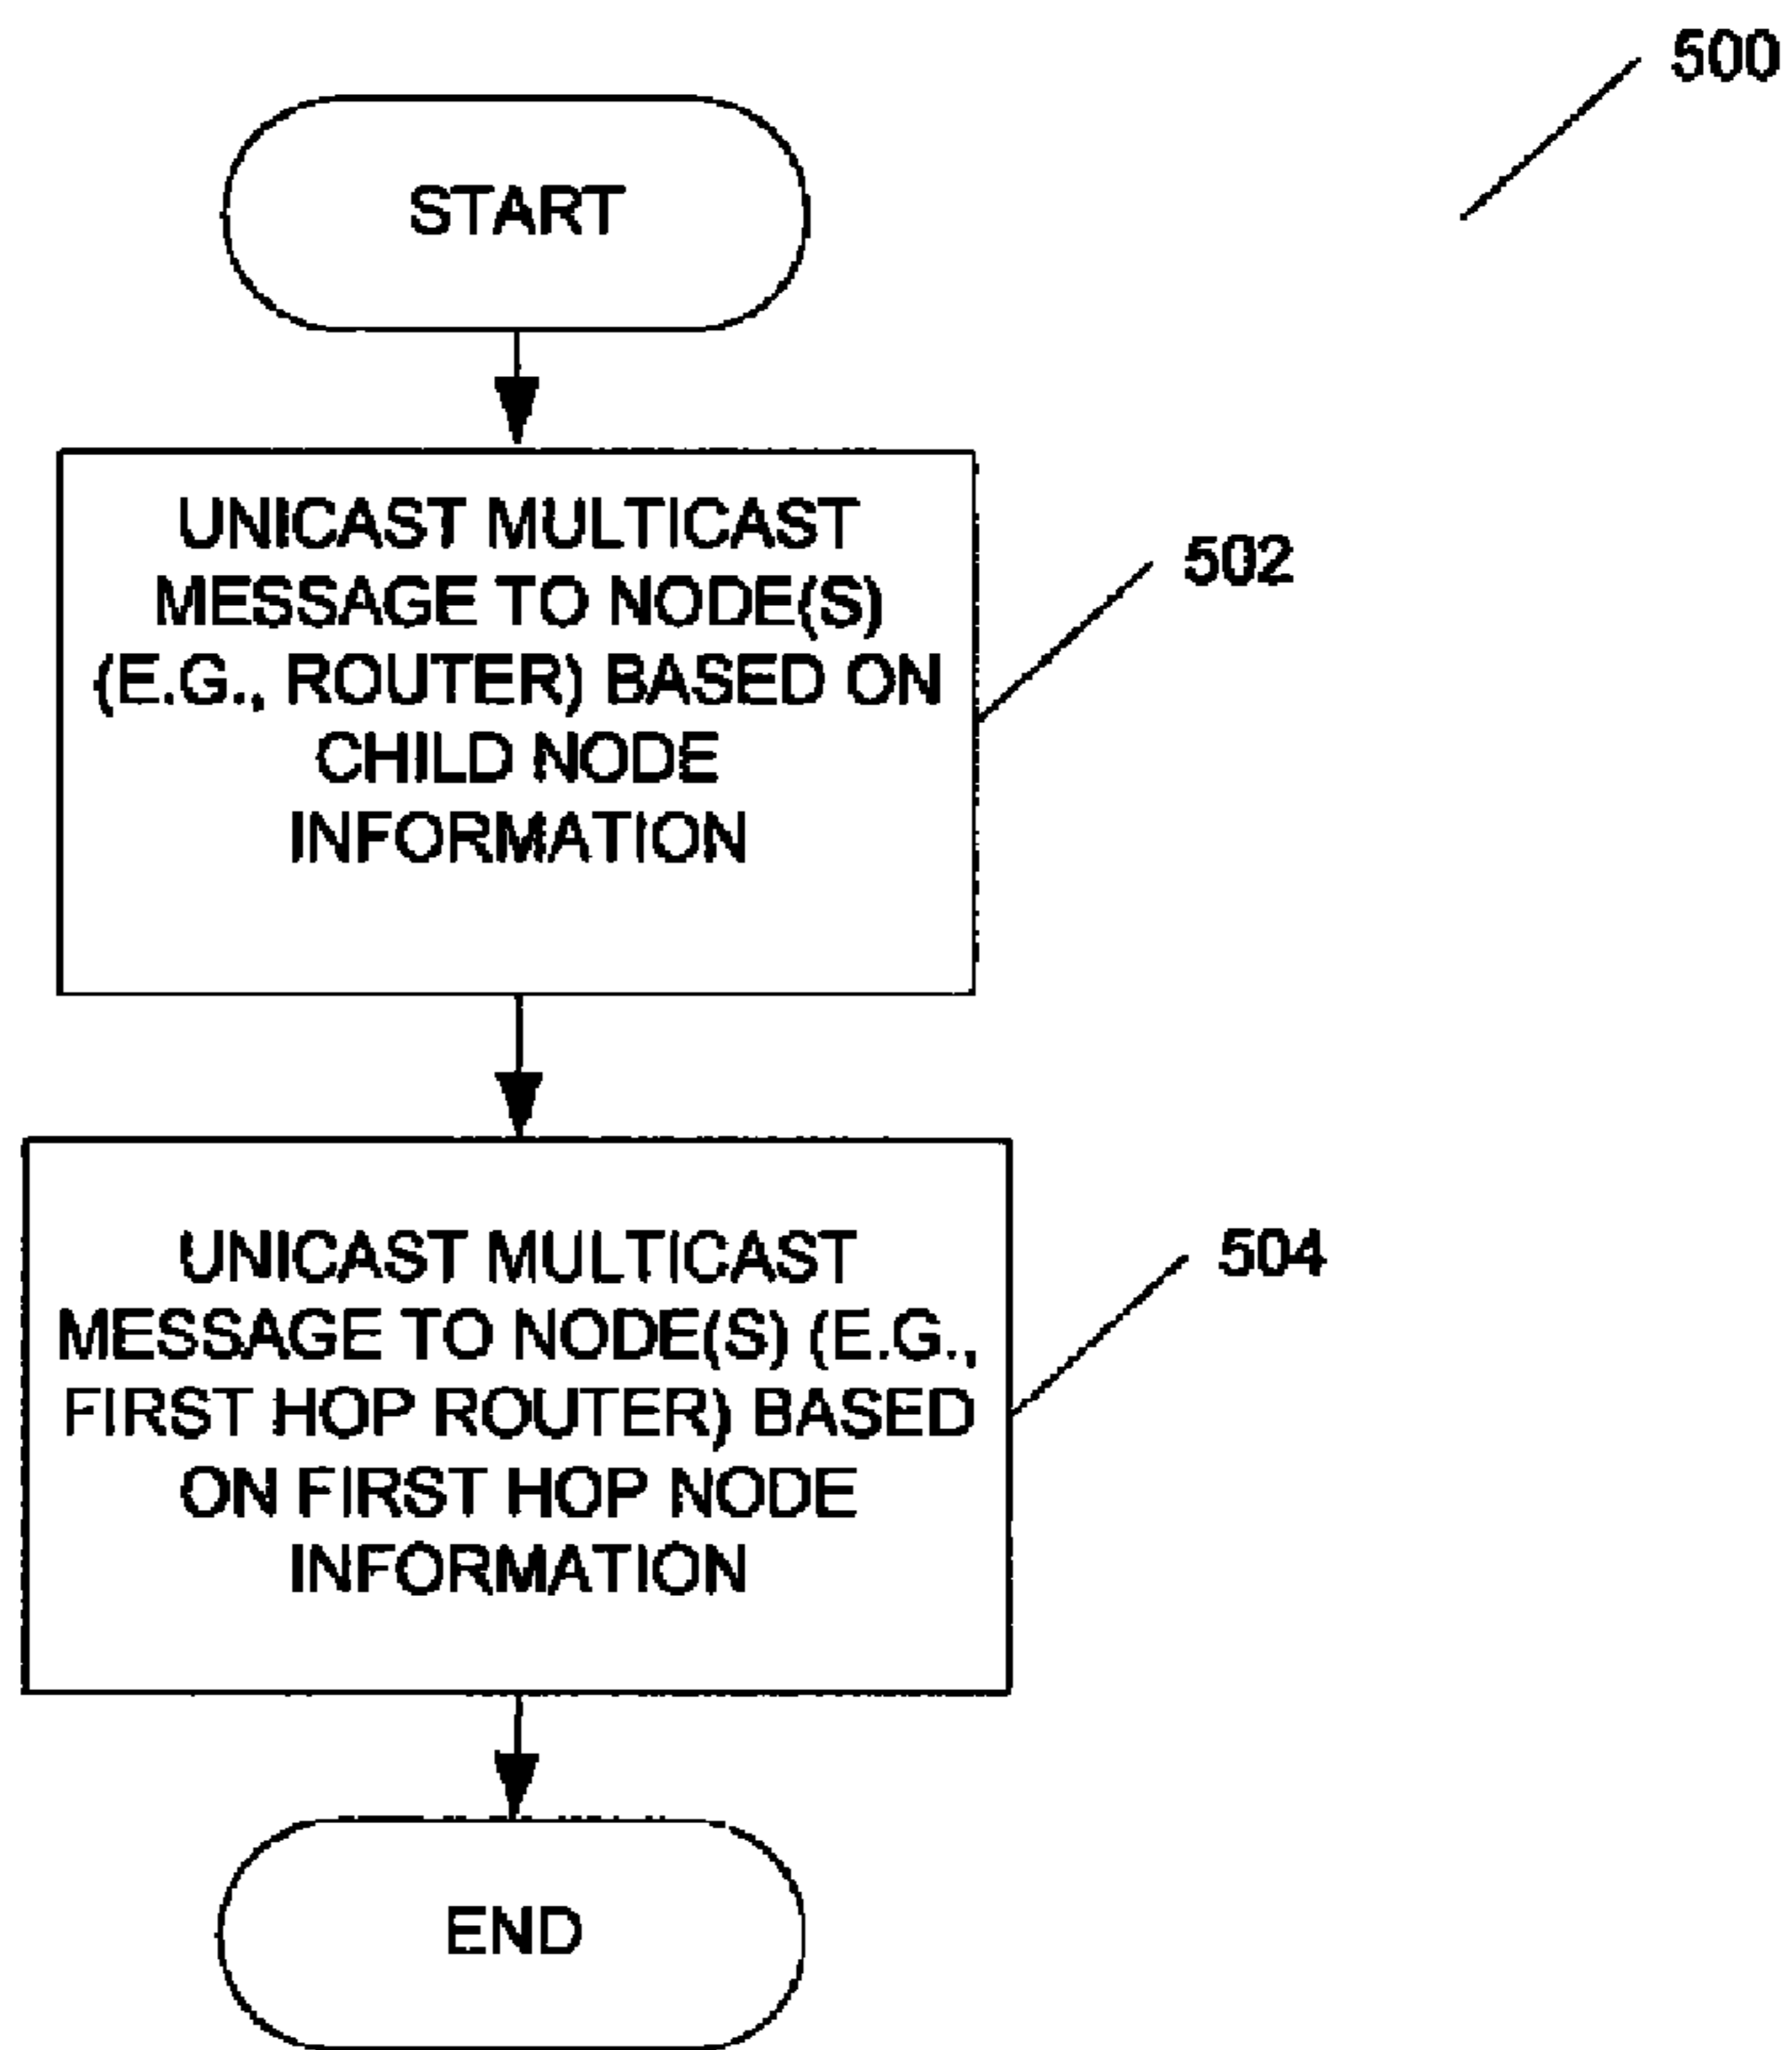 500
START
UNICAST MULTICAST
MESSAGE TO NODE(S)
(E.G., ROUTER) BASED ON
CHILD NODE
INFORMATION
502
UNICAST MULTICAST
MESSAGE TO NODE(S) (E.G.,
FIRST HOP ROUTER) BASED
ON FIRST HOP NODE
INFORMATION
504
END